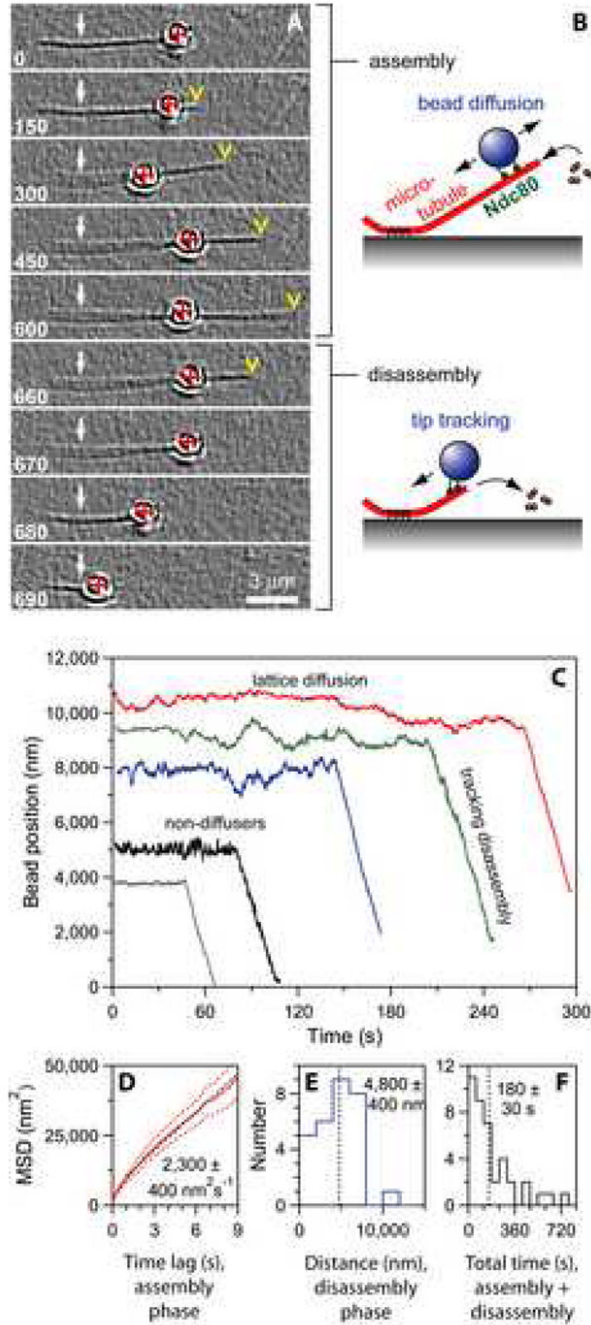 A
0
150
300
450
600
660
670
680
690
3 µm
B
assembly
bead diffusion
micro-
tubule
Ndc80
disassembly
tip tracking
C
12,000
10,000
8,000
6,000
4,000
2,000
0
Bead position (nm)
lattice diffusion
non-diffusers
tracking disassembly
0
60
120
180
240
300
Time (s)
D
50,000
25,000
0
MSD (nm²)
2,300 ±
400 nm²s⁻¹
0
3
6
9
Time lag (s),
assembly
phase
E
8
4
0
Number
4,800 ±
400 nm
0
10,000
Distance (nm),
disassembly
phase
F
12
8
4
0
180 ±
30 s
0
360
720
Total time (s),
assembly +
disassembly